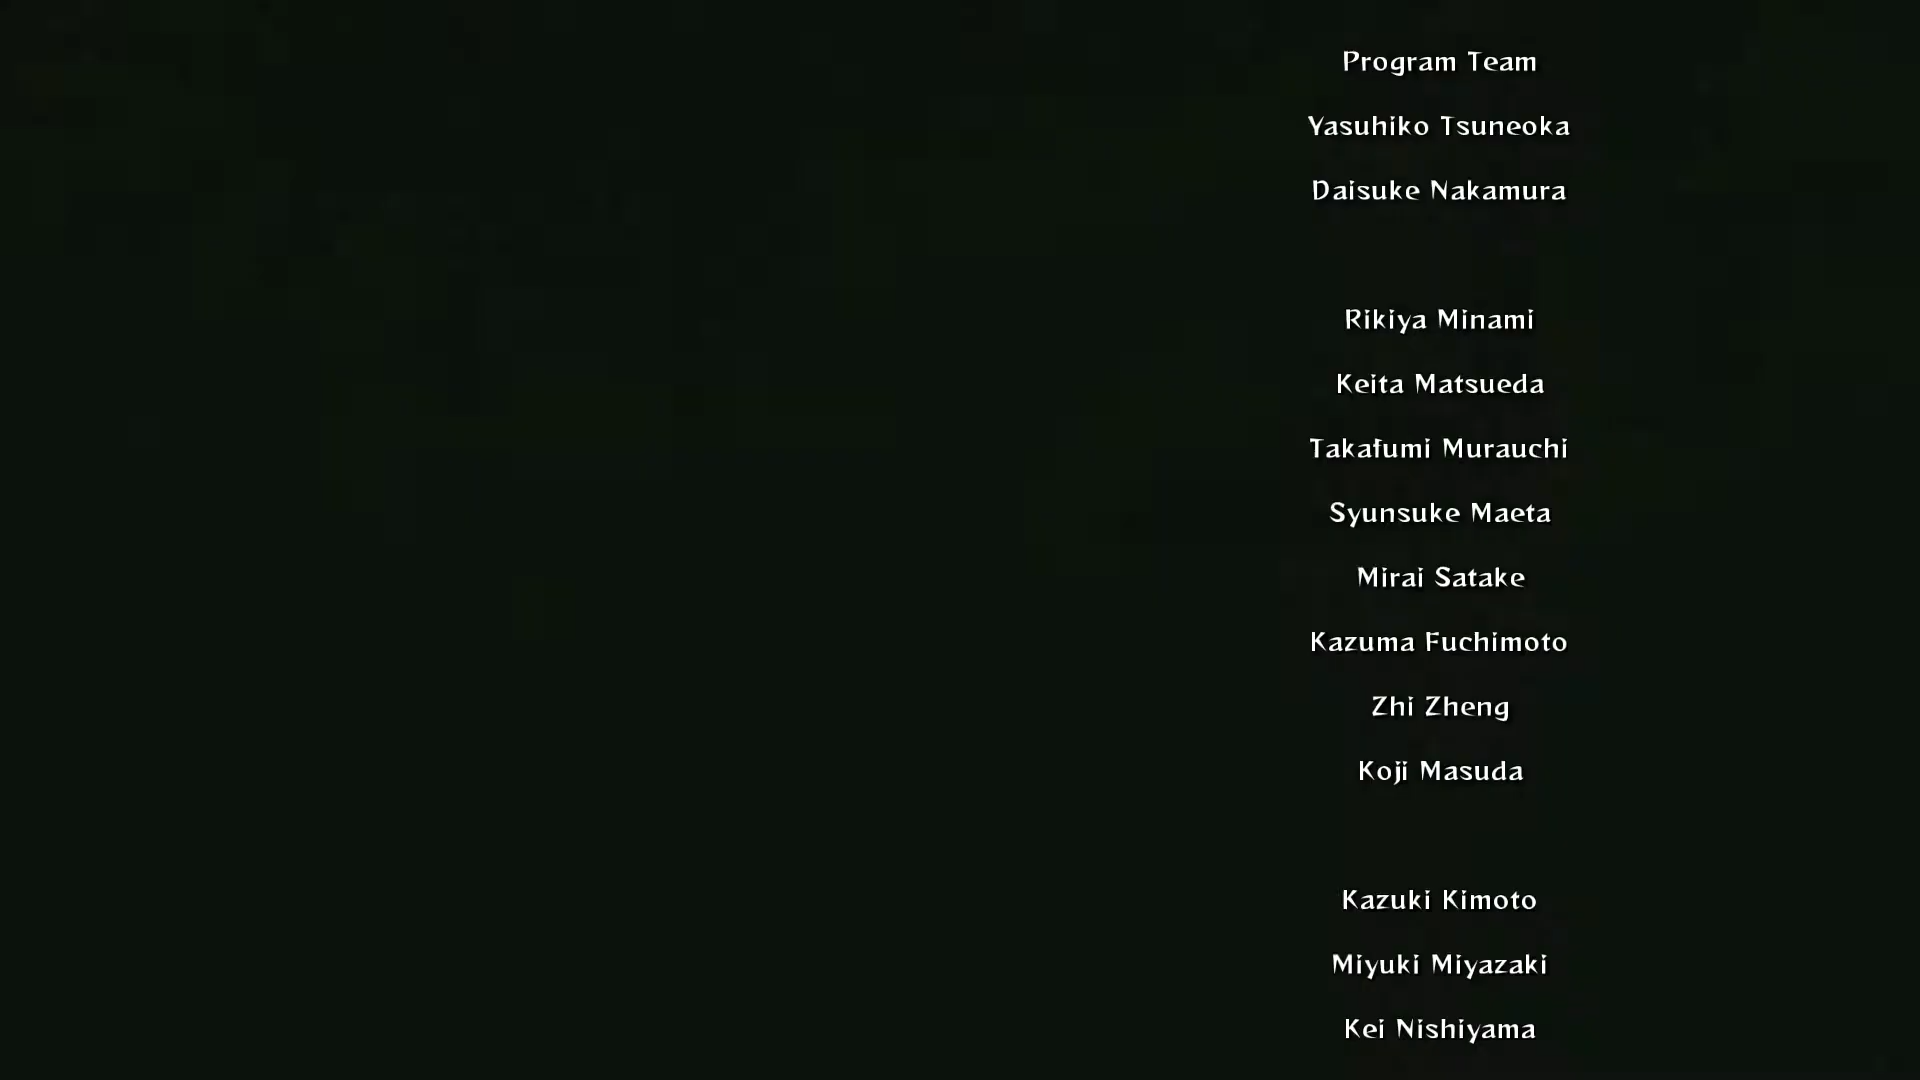 Program Team
Yasuhiko Tsuneoka
Daisuke Nakamura
Rikiya Minami
Keita Matsueda
Takafumi Murauchi
Syunsuke Maeta
Mirai Satake
Kazuma Fuchimoto
Zhi Zheng
Koji Masuda
Kazuki Kimoto
Miyuki Miyazaki
Kei Nishiyama